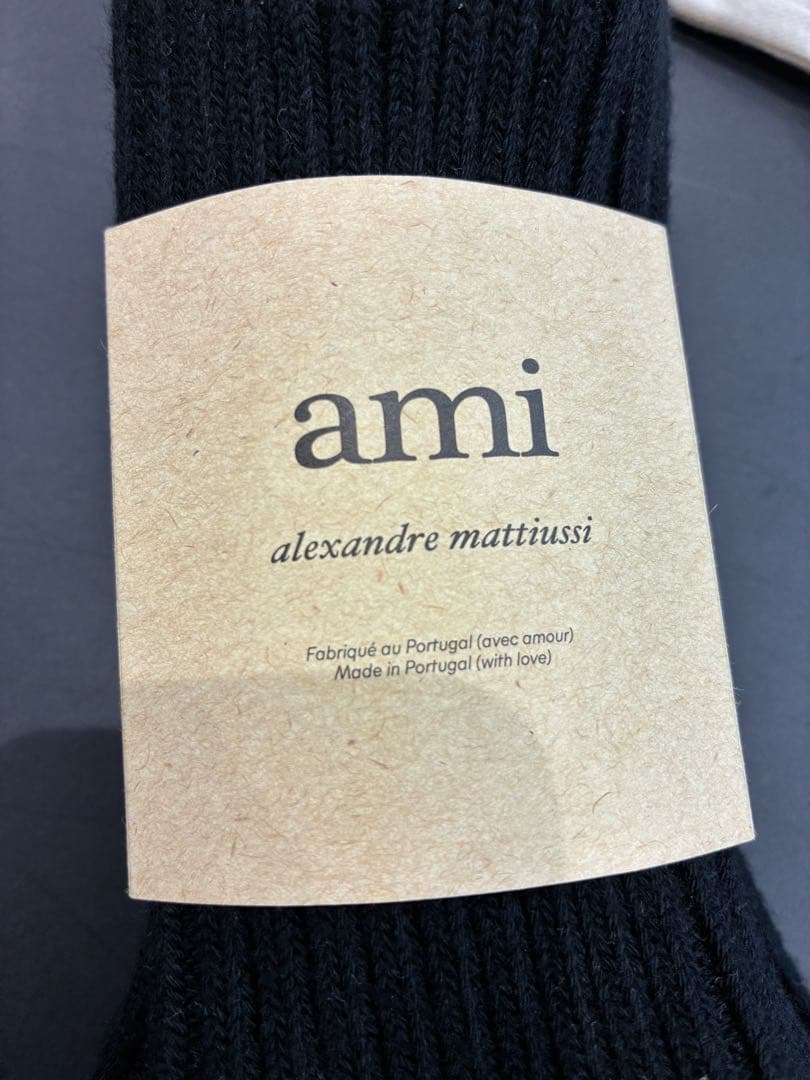 ami
alexandre mattiussi
Fabriqué au Portugal (avec amour)
Made in Portugal (with love)